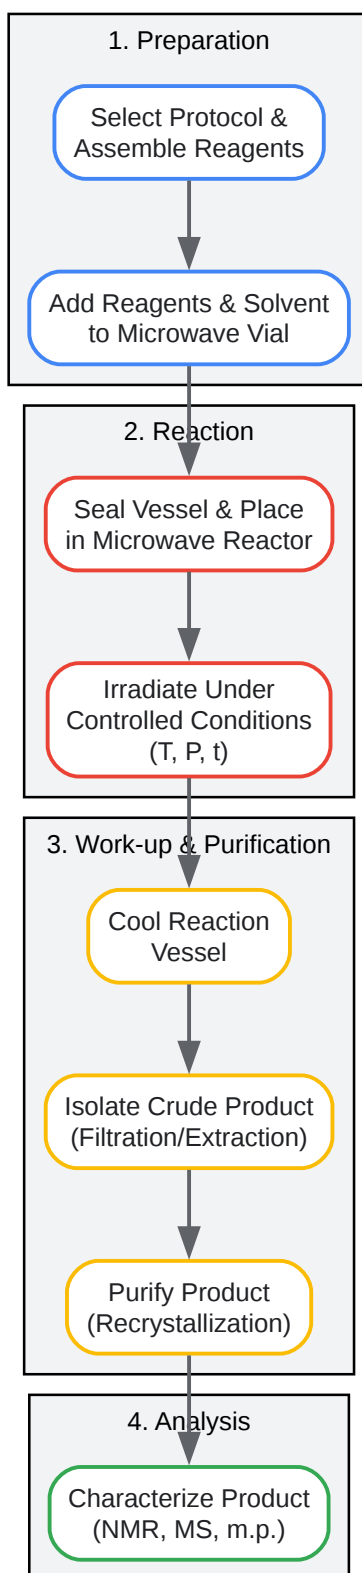 1. Preparation
Select Protocol &
Assemble Reagents
Add Reagents & Solvent
to Microwave Vial
2. Reaction
Seal Vessel & Place
in Microwave Reactor
Irradiate Under
Controlled Conditions
(T, P, t)
3. Work-up & Purification
Cool Reaction
Vessel
Isolate Crude Product
(Filtration/Extraction)
Purify Product
(Recrystallization)
4. Analysis
Characterize Product
(NMR, MS, m.p.)